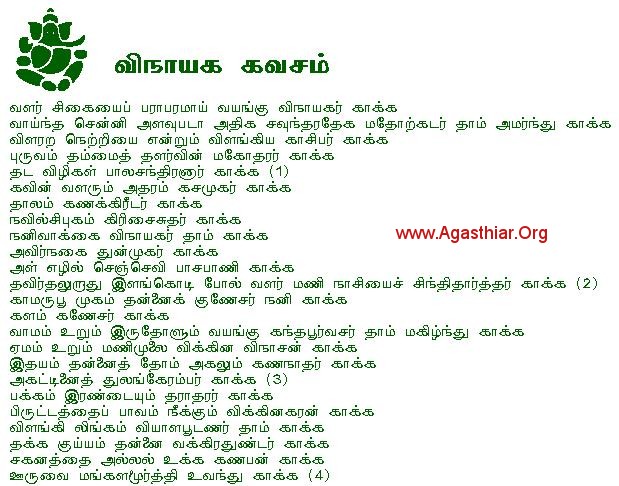 விநாயக கவசம்
வளர் சிகையைப் பராபரமாய் வயங்கு விநாயகர் காக்க
வாய்ந்த சென்னி அளவுபடா அதிக சவுந்தரதேக மதோற்கடர் தாம் அமர்ந்து காக்க
விளரற நெற்றியை என்றும் விளங்கிய காசிபர் காக்க
புருவம் தம்மைத் தளர்வின் மகோதரர் காக்க
தட விழிகள் பாலசந்திரனார் காக்க (1)
கவின் வளரும் அதரம் கசமுகர் காக்க
தாலம் கணக்கிரீடர் காக்க
நவில்சிபுகம் கிரிசைசுதர் காக்க
நனிவாக்கை விநாயகர் தாம் காக்க
www.Agasthiar.Org
அவிர்நகை துன்முகர் காக்க
அள் எழில் செஞ்செவி பாசபாணி காக்க
தவிர்தலுருது இளங்கொடி போல் வளர் மணி நாசியைச் சிந்திதார்த்தர் காக்க (2)
காமருபூ முகம் தன்னைக் குணேசர் நனி காக்க
களம் கணேசர் காக்க
வாமம் உறும் இருதோளும் வயங்கு கந்தபூர்வசர் தாம் மகிழ்ந்து காக்க
ஏமம் உறும் மணிமுலை விக்கின விநாசன் காக்க
இதயம் தன்னைத் தோம் அகலும் கணநாதர் காக்க
அகட்டினைத் துலங்கேரம்பர் காக்க (3)
பக்கம் இரண்டையும் தராதரர் காக்க
பிருட்டத்தைப் பாவம் நீக்கும் விக்கினகரன் காக்க
விளங்கி லிங்கம் வியாளபூடணர் தாம் காக்க
தக்க குய்யம் தன்னை வக்கிரதுண்டர் காக்க
சகனத்தை அல்லல் உக்க கணபன் காக்க
ஊருவை மங்களமூர்த்தி உவந்து காக்க (4)